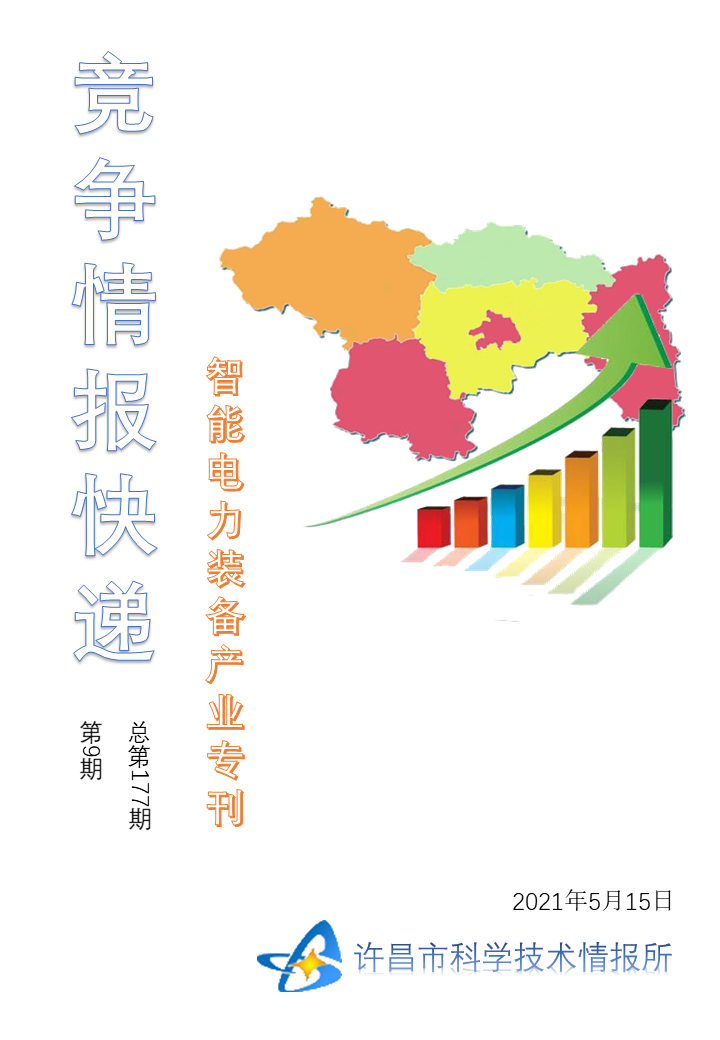 竞争情报快递
智能电力装备产业专刊
第9期
总第177期
2021年5月15日
许昌市科学技术情报所